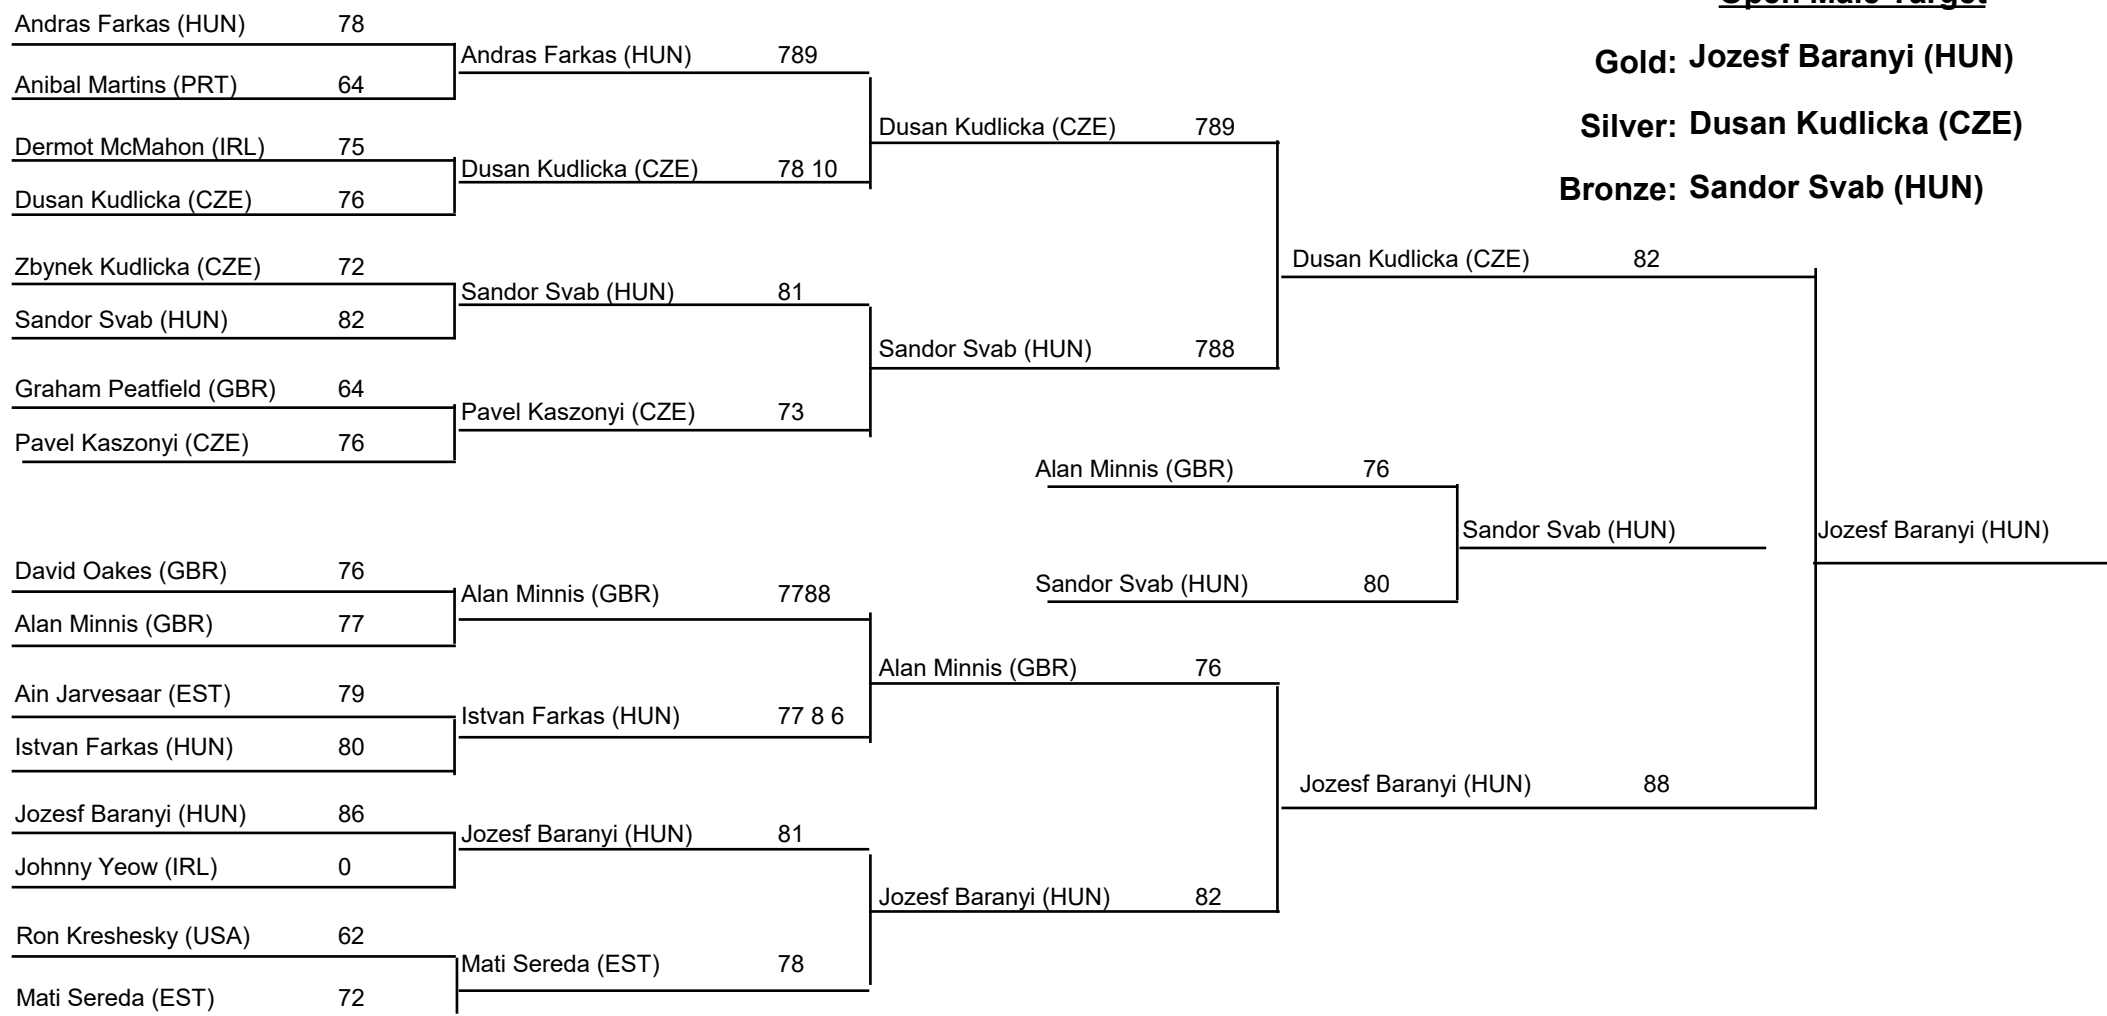 Open Male Target
Gold: Jozesf Baranyi (HUN)
Silver: Dusan Kudlicka (CZE)
Bronze: Sandor Svab (HUN)
Andras Farkas (HUN) 78
Anibal Martins (PRT) 64
Dermot McMahon (IRL) 75
Dusan Kudlicka (CZE) 76
Zbynek Kudlicka (CZE) 72
Sandor Svab (HUN) 82
Graham Peatfield (GBR) 64
Pavel Kaszonyi (CZE) 76
David Oakes (GBR) 76
Alan Minnis (GBR) 77
Ain Jarvesaar (EST) 79
Istvan Farkas (HUN) 80
Jozesf Baranyi (HUN) 86
Johnny Yeow (IRL) 0
Ron Kreshesky (USA) 62
Mati Sereda (EST) 72
Andras Farkas (HUN) 789
Dusan Kudlicka (CZE) 78 10
Sandor Svab (HUN) 81
Pavel Kaszonyi (CZE) 73
Alan Minnis (GBR) 7788
Istvan Farkas (HUN) 77 8 6
Jozesf Baranyi (HUN) 81
Mati Sereda (EST) 78
Dusan Kudlicka (CZE) 789
Sandor Svab (HUN) 788
Alan Minnis (GBR) 76
Jozesf Baranyi (HUN) 82
Alan Minnis (GBR) 76
Sandor Svab (HUN) 80
Sandor Svab (HUN)
Dusan Kudlicka (CZE) 82
Jozesf Baranyi (HUN) 88
Jozesf Baranyi (HUN)